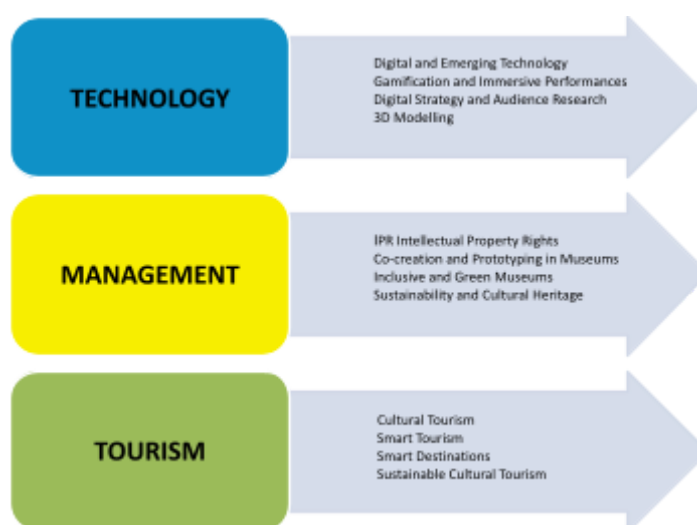 TECHNOLOGY
Digital and Emerging Technology
Gamification and Immersive Performances
Digital Strategy and Audience Research
3D Modelling
MANAGEMENT
IPR Intellectual Property Rights
Co-creation and Prototyping in Museums
Inclusive and Green Museums
Sustainability and Cultural Heritage
TOURISM
Cultural Tourism
Smart Tourism
Smart Destinations
Sustainable Cultural Tourism